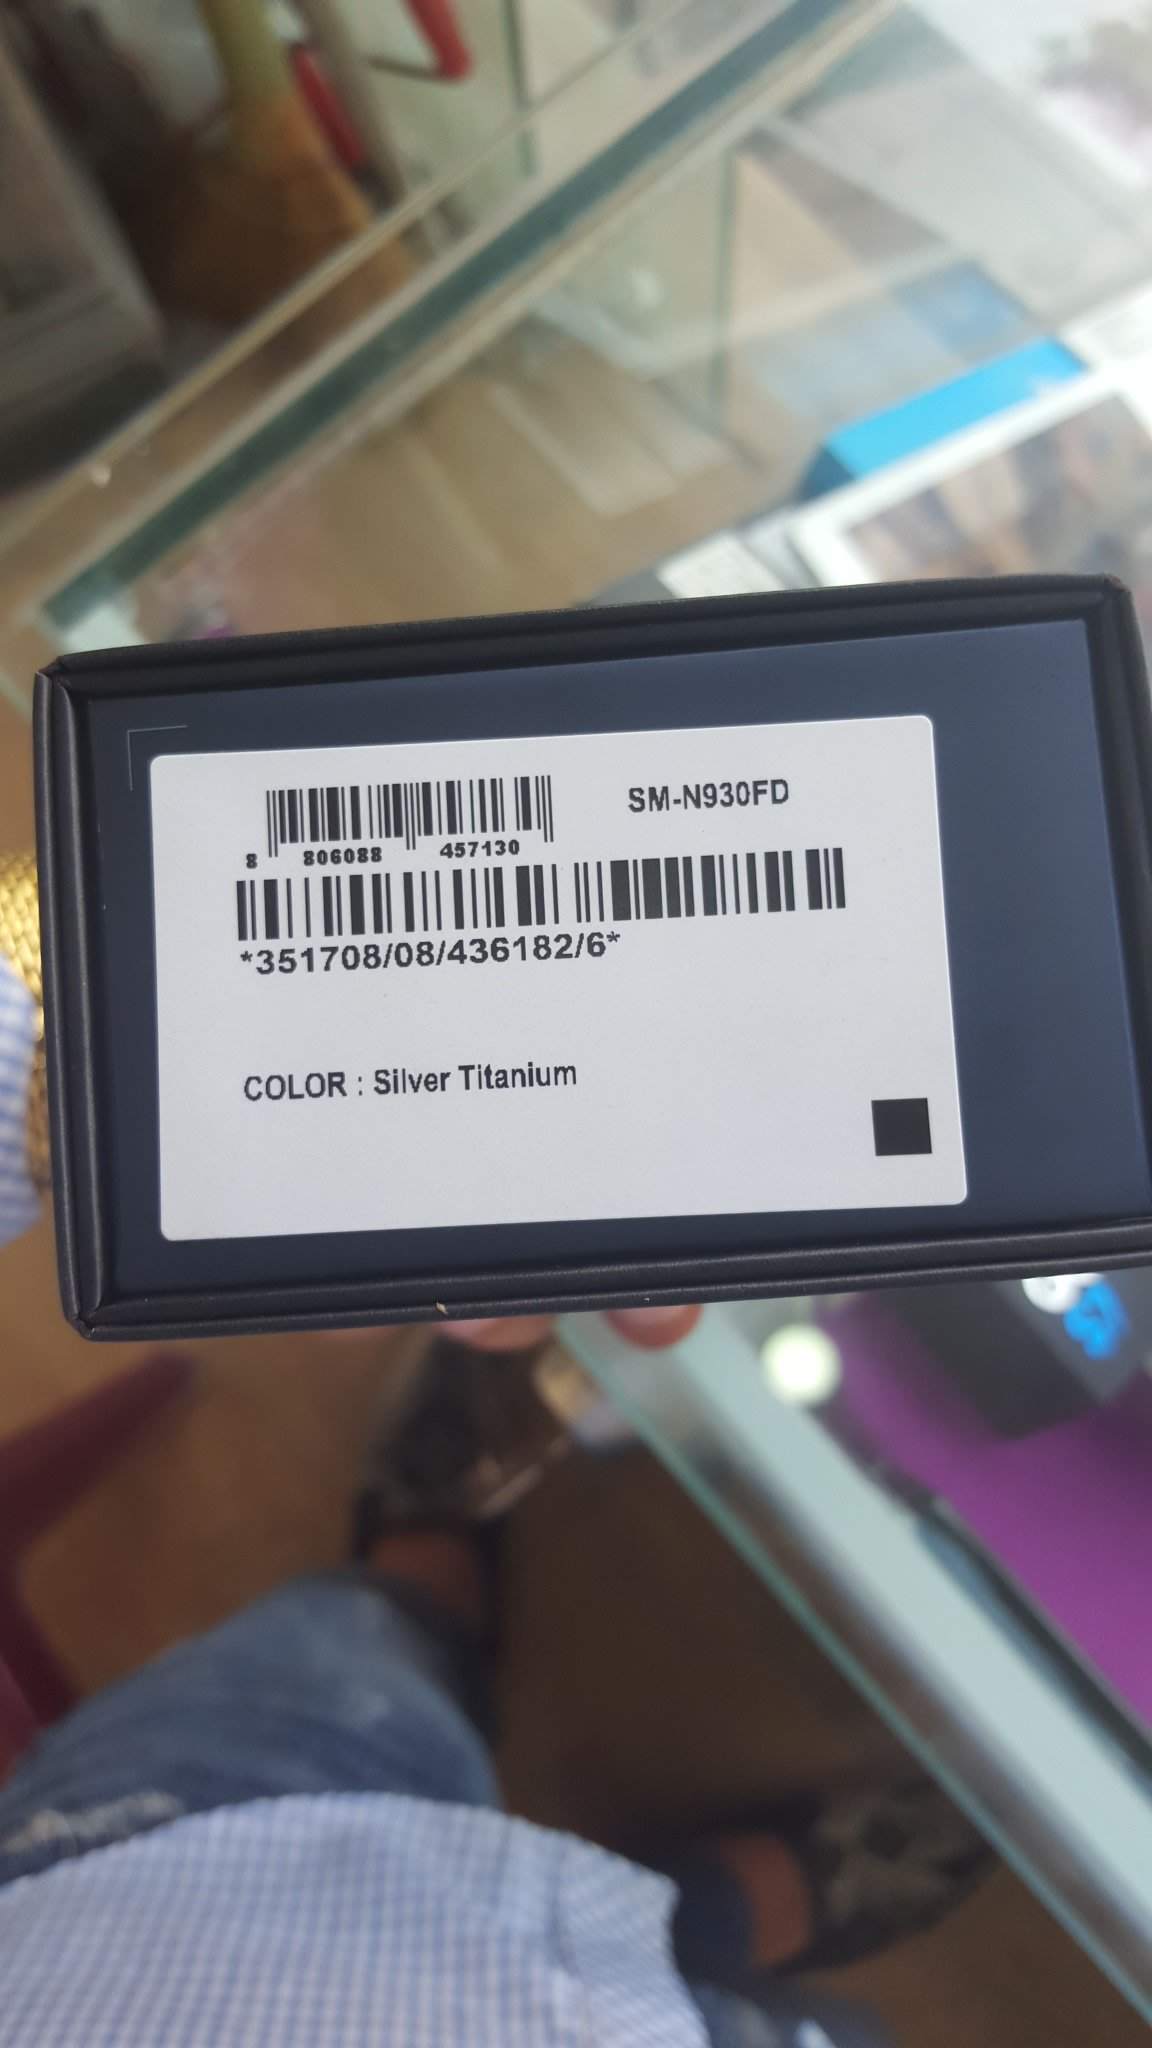 SM-N930FD
8 806088 457130
*351708/08/436182/6*
COLOR : Silver Titanium